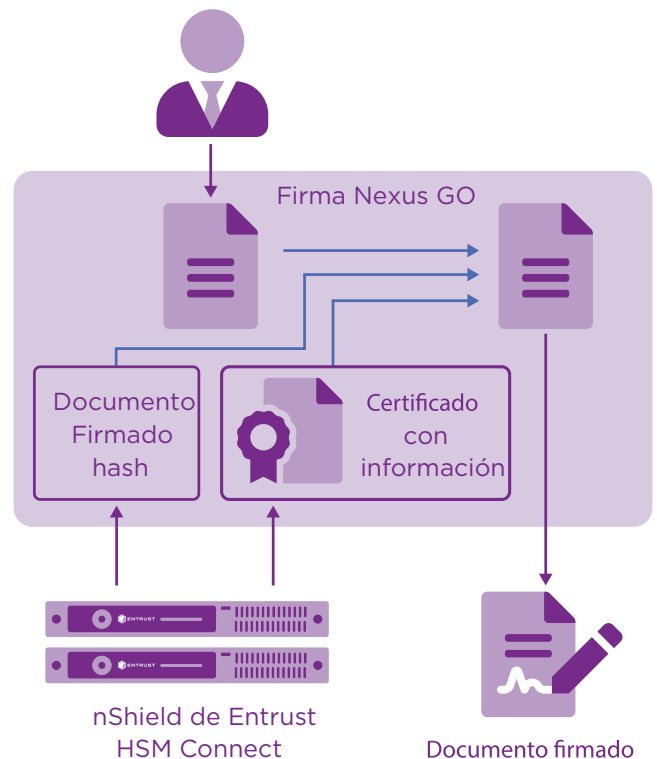 Firma Nexus GO
Documento
Firmado
hash
Certificado
con
información
ENTRUST
ENTRUST
nShield de Entrust
HSM Connect
Documento firmado